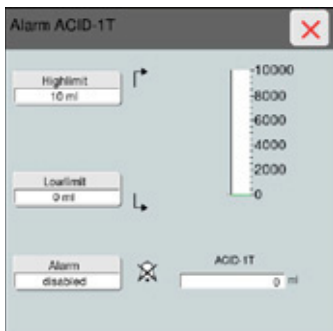 Alarm ACID-1T
Highlimit
10 ml
10000
8000
6000
4000
2000
0
Lowlimit
0 ml
Alarm
disabled
ACID-1T
0 ml